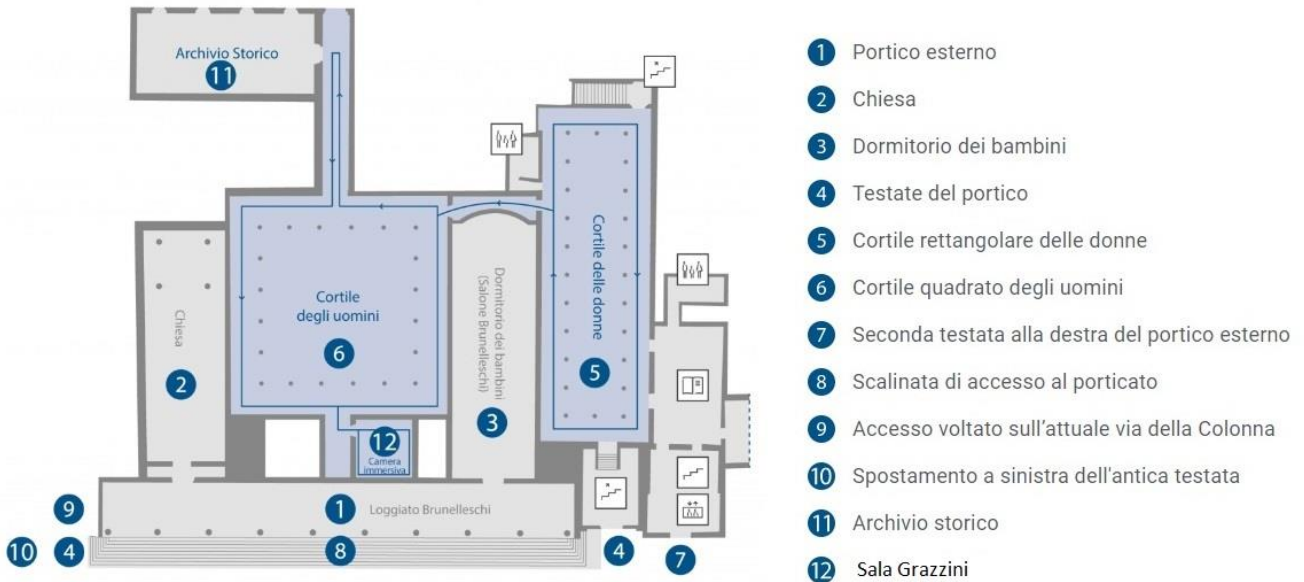 Archivio Storico
11
Chiesa
2
Cortile
degli uomini
6
Dormitorio dei bambini
(Salone Brunelleschi)
3
Cortile delle donne
5
12
Camera
immersiva
9
1 Loggiato Brunelleschi
10 4 8 4 7
1 Portico esterno
2 Chiesa
3 Dormitorio dei bambini
4 Testate del portico
5 Cortile rettangolare delle donne
6 Cortile quadrato degli uomini
7 Seconda testata alla destra del portico esterno
8 Scalinata di accesso al porticato
9 Accesso voltato sull’attuale via della Colonna
10 Spostamento a sinistra dell'antica testata
11 Archivio storico
12 Sala Grazzini